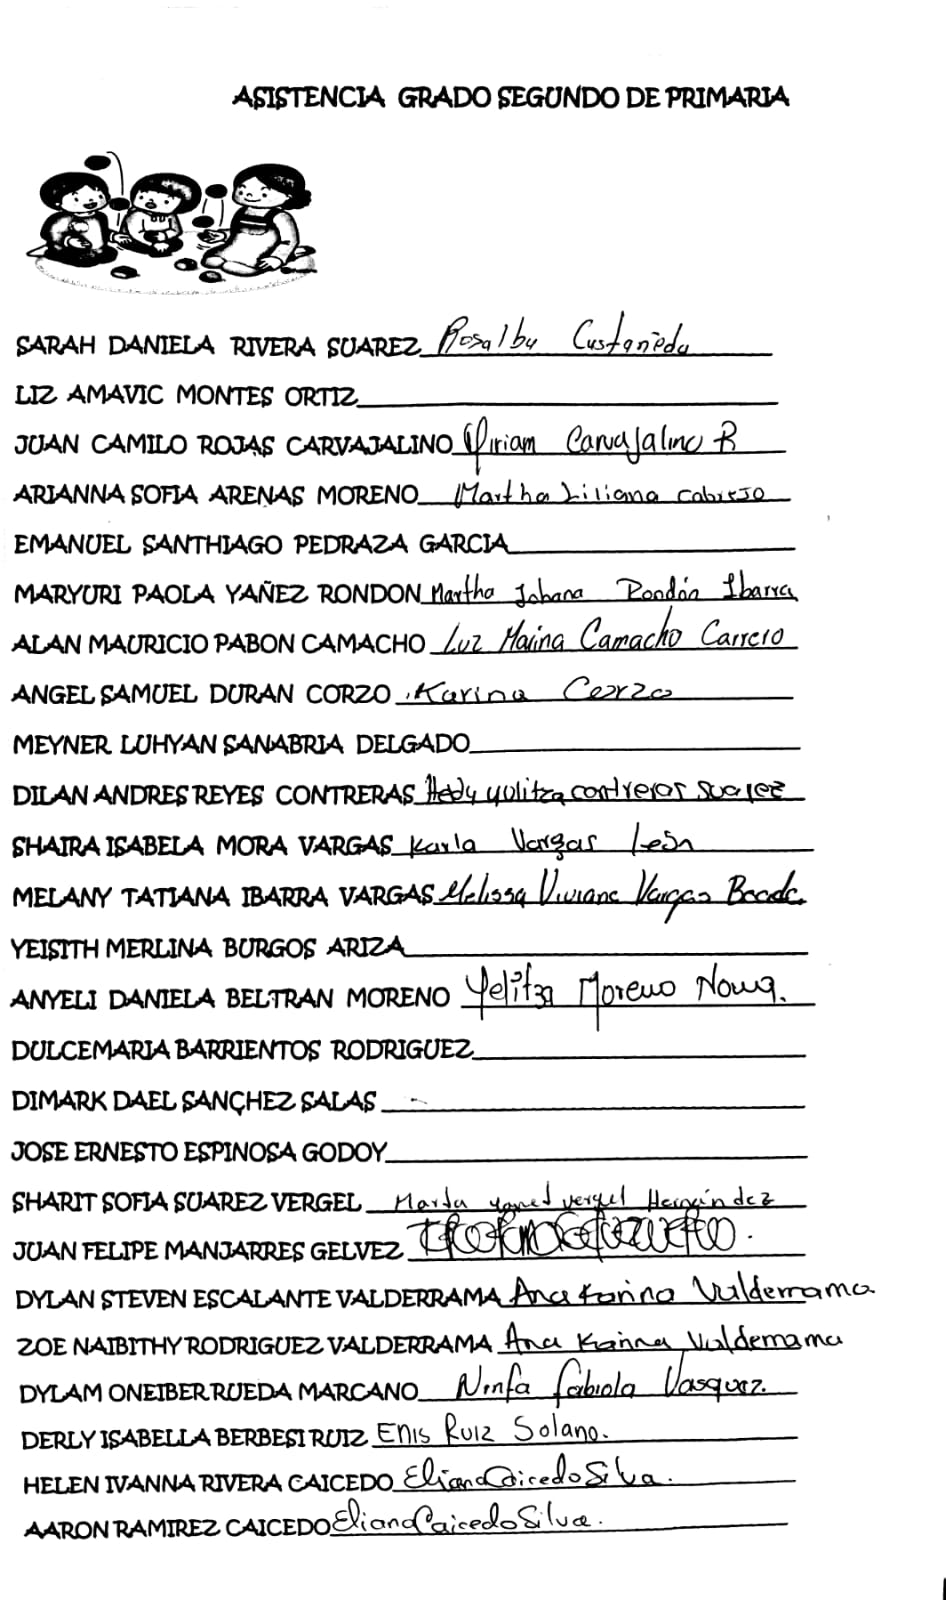 ASISTENCIA GRADO SEGUNDO DE PRIMARIA
SARAH DANIELA RIVERA SUAREZ Rosalba Castañeda
LIZ AMAVIC MONTES ORTIZ
JUAN CAMILO ROJAS CARVAJALINO Miriam Carvajalino R
ARIANNA SOFIA ARENAS MORENO Martha Liliana Cabrejo
EMANUEL SANTHIAGO PEDRAZA GARCIA
MARYURI PAOLA YAÑEZ RONDON Martha Johana Rondón Ibarra
ALAN MAURICIO PABON CAMACHO Luz Camacho Carrero
ANGEL SAMUEL DURAN CORZO Karina Corzo
MEYNER LUHYAN SANABRIA DELGADO
DILAN ANDRES REYES CONTRERAS yulitza contreras Suarez
SHAIRA ISABELA MORA VARGAS Karla Vargas León
MELANY TATIANA IBARRA VARGAS Melissa Viviana Vargas
YEISITH MERLINA BURGOS ARIZA
ANYELI DANIELA BELTRAN MORENO Yelitza Moreno
DULCEMARIA BARRIENTOS RODRIGUEZ
DIMARK DAEL SANCHEZ SALAS
JOSE ERNESTO ESPINOSA GODOY
SHARIT SOFIA SUAREZ VERGEL Marta yaned vergel Hernández
JUAN FELIPE MANJARRES GELVEZ
DYLAN STEVEN ESCALANTE VALDERRAMA Ana Karina Valderrama
ZOE NAIBITHY RODRIGUEZ VALDERRAMA Ana Karina Valderrama
DYLAM ONEIBER RUEDA MARCANO Ninfa fabiola Vasquez.
DERLY ISABELLA BERBESI RUIZ Enis Ruiz Solano.
HELEN IVANNA RIVERA CAICEDO Eliana Caicedo Silva.
AARON RAMIREZ CAICEDO Eliana Caicedo Silva.